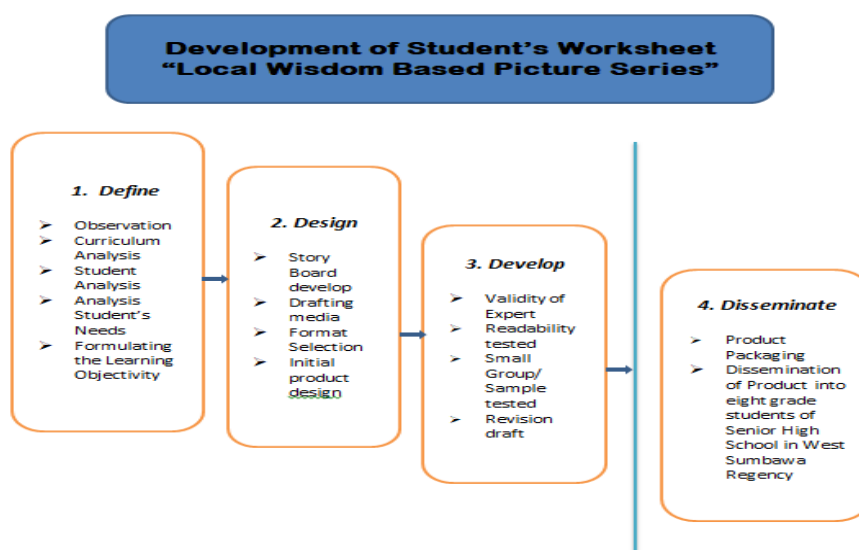 Development of Student's Worksheet
“Local Wisdom Based Picture Series”
1. Define
➢ Observation
➢ Curriculum
Analysis
➢ Student
Analysis
➢ Analysis
Student's
Needs
➢ Formulating
the Learning
Objectivity
2. Design
➢ Story
Board
develop
➢ Drafting
media
➢ Format
Selection
➢ Initial
product
design
3. Develop
➢ Validity of
Expert
➢ Readability
tested
➢ Small
Group/
Sample
tested
➢ Revision
draft
4. Disseminate
➢ Product
Packaging
➢ Dissemination
of Product into
eight grade
students of
Senior High
School in West
Sumbawa
Regency